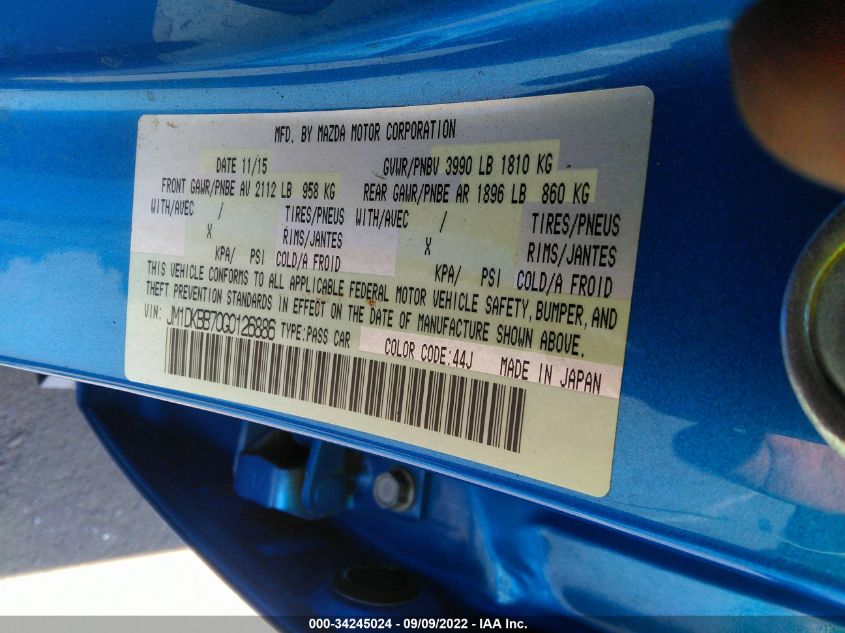 MFD. BY MAZDA MOTOR CORPORATION
DATE 11/15 GVWR/PNBV 3990 LB 1810 KG
FRONT GAWR/PNBE AV 2112 LB 958 KG REAR GAWR/PNBE AR 1896 LB 860 KG
WITH/AVEC / TIRES/PNEUS WITH/AVEC / TIRES/PNEUS
X RIMS/JANTES X RIMS/JANTES
KPA/ PSI COLD/A FROID KPA/ PSI COLD/A FROID
THIS VEHICLE CONFORMS TO ALL APPLICABLE FEDERAL MOTOR VEHICLE SAFETY, BUMPER, AND
THEFT PREVENTION STANDARDS IN EFFECT ON THE DATE OF MANUFACTURE SHOWN ABOVE.
VIN: JM1DKBB70G0126886 TYPE:PASS CAR COLOR CODE:44J MADE IN JAPAN
000-34245024 - 09/09/2022 - IAA Inc.